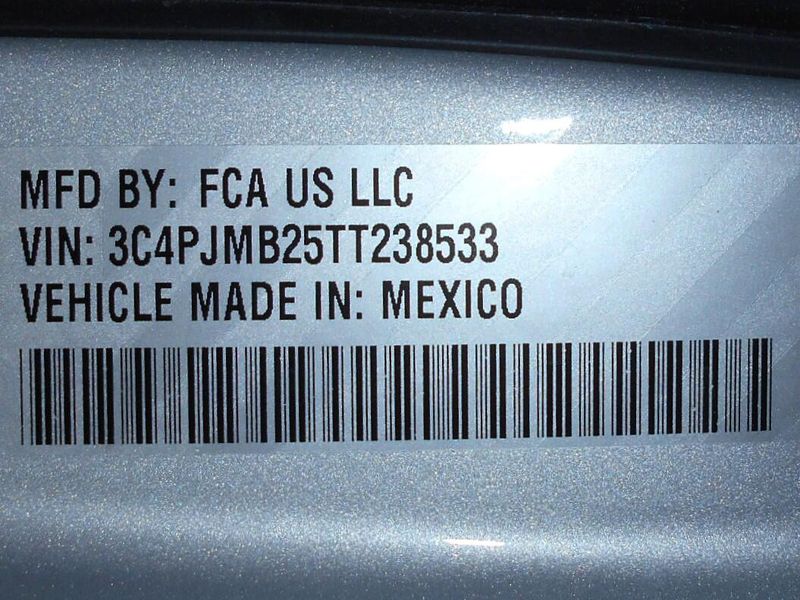 MFD BY: FCA US LLC
VIN: 3C4PJMB25TT238533
VEHICLE MADE IN: MEXICO